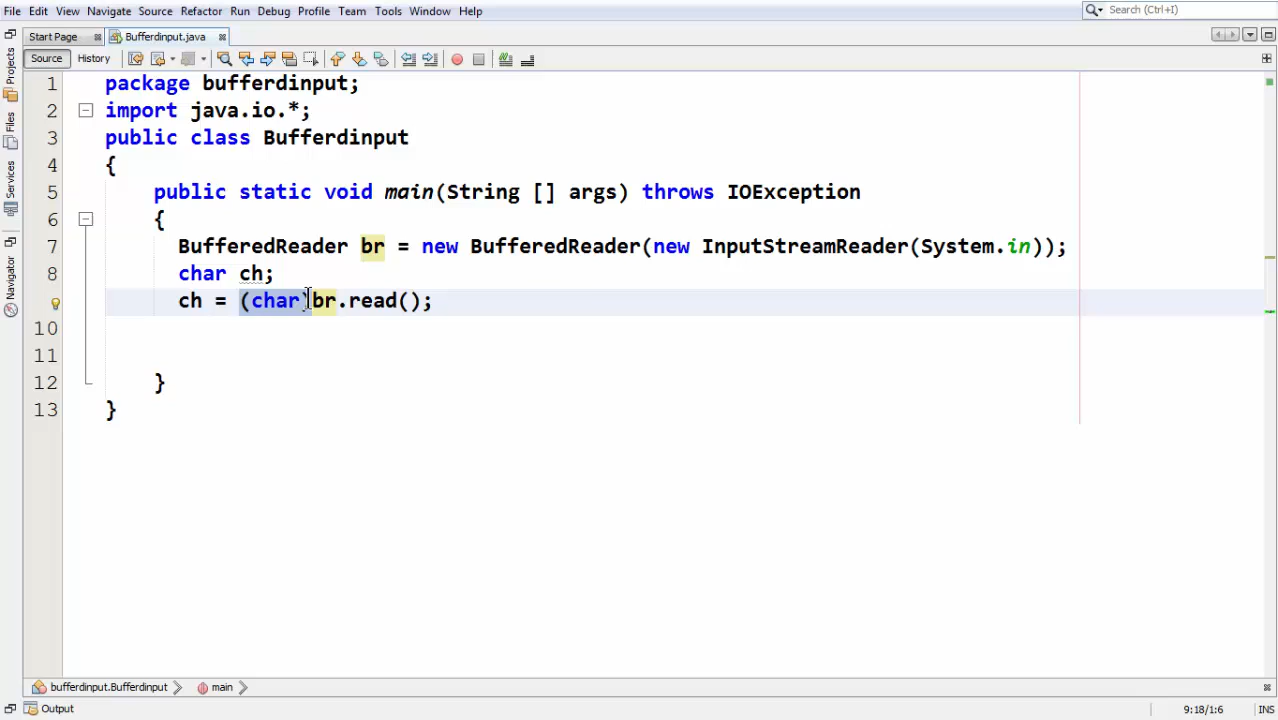 File Edit View Navigate Source Refactor Run Debug Profile Team Tools Window Help Search (Ctrl+I)
Start Page Bufferdinput.java
Source History
Projects
Files
Services
Navigator
1 package bufferdinput;
2 import java.io.*;
3 public class Bufferdinput
4 {
5 public static void main(String [] args) throws IOException
6 {
7 BufferedReader br = new BufferedReader(new InputStreamReader(System.in));
8 char ch;
ch = (char)br.read();
10
11
12 }
13 }
bufferdinput.Bufferdinput main
Output 9:18/1:6 INS